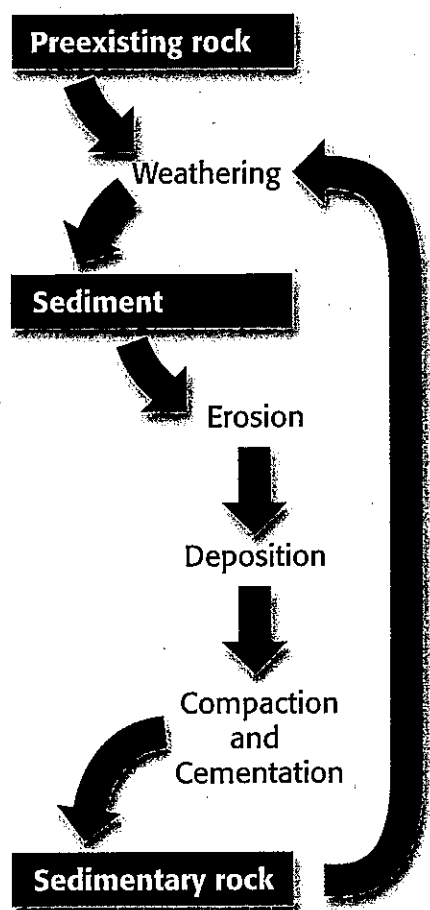 Preexisting rock
Weathering
Sediment
Erosion
Deposition
Compaction
and
Cementation
Sedimentary rock